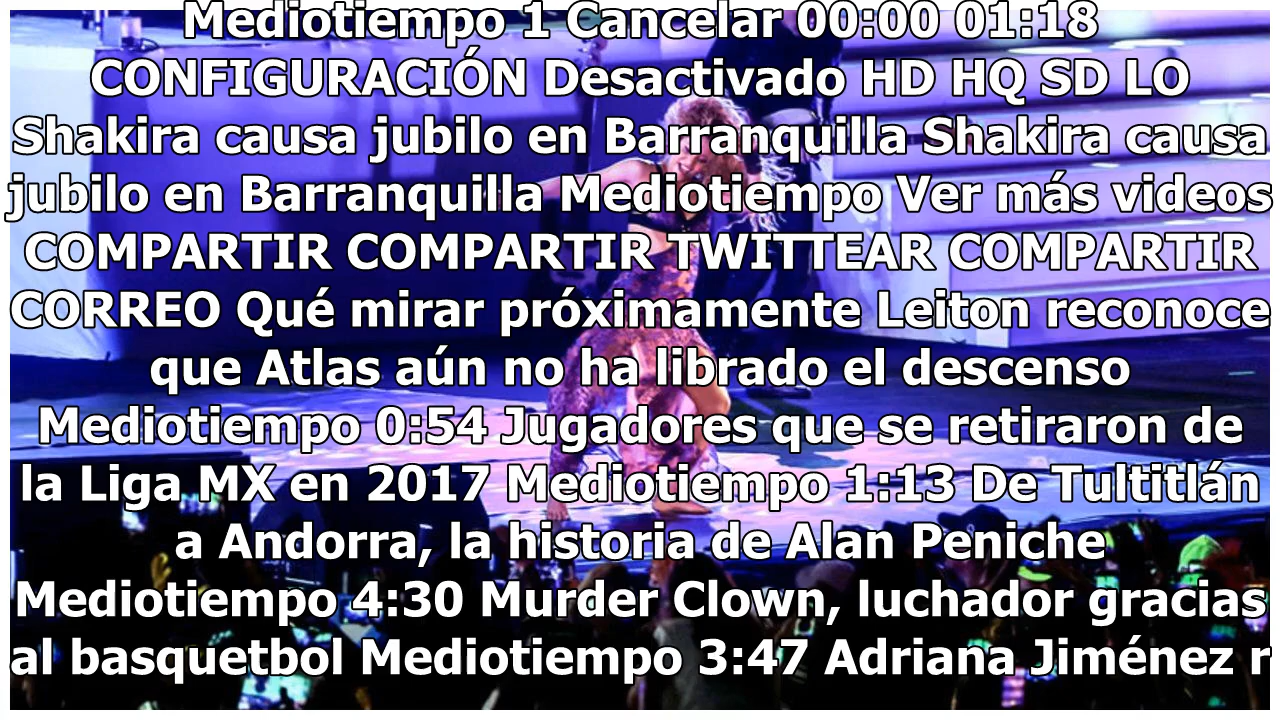 Mediotiempo 1 Cancelar 00:00 01:18
CONFIGURACIÓN Desactivado HD HQ SD LO
Shakira causa jubilo en Barranquilla Shakira causa
jubilo en Barranquilla Mediotiempo Ver más videos
COMPARTIR COMPARTIR TWITTEAR COMPARTIR
CORREO Qué mirar próximamente Leiton reconoce
que Atlas aún no ha librado el descenso
Mediotiempo 0:54 Jugadores que se retiraron de
la Liga MX en 2017 Mediotiempo 1:13 De Tultitlán
a Andorra, la historia de Alan Peniche
Mediotiempo 4:30 Murder Clown, luchador gracias
al basquetbol Mediotiempo 3:47 Adriana Jiménez r